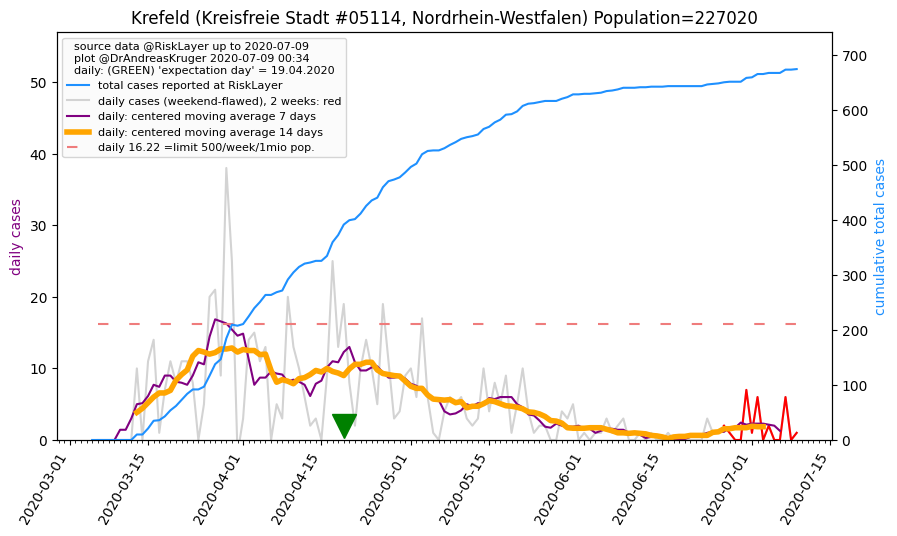 Krefeld (Kreisfreie Stadt #05114, Nordrhein-Westfalen) Population=227020
source data @RiskLayer up to 2020-07-09
plot @DrAndreasKruger 2020-07-09 00:34
daily: (GREEN) 'expectation day' = 19.04.2020
total cases reported at RiskLayer
daily cases (weekend-flawed), 2 weeks: red
daily: centered moving average 7 days
daily: centered moving average 14 days
daily 16.22 =limit 500/week/1mio pop.
daily cases
50
40
30
20
10
0
cumulative total cases
700
600
500
400
300
200
100
0
2020-03-01
2020-03-15
2020-04-01
2020-04-15
2020-05-01
2020-05-15
2020-06-01
2020-06-15
2020-07-01
2020-07-15